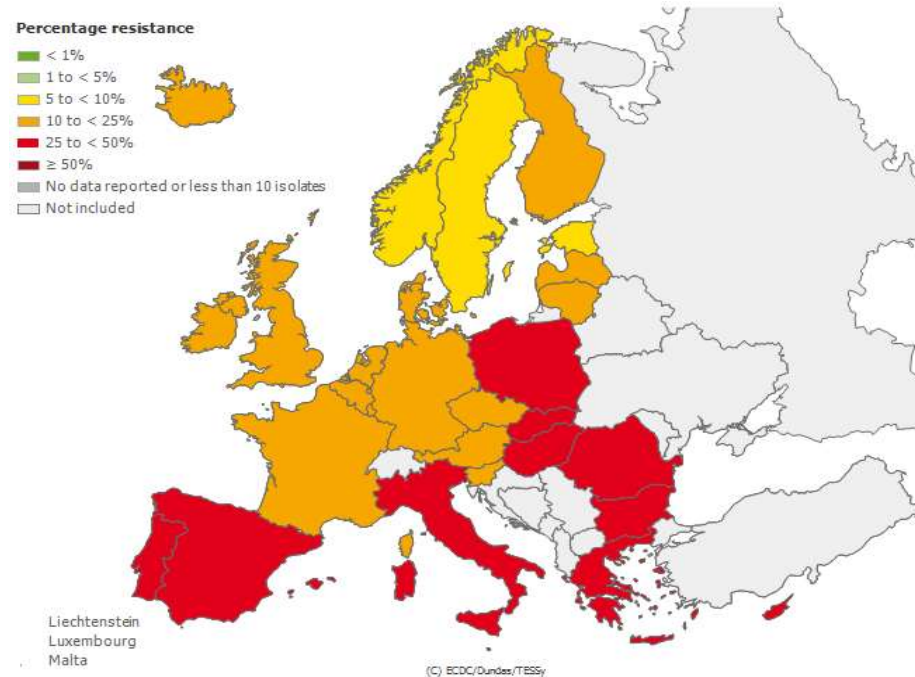 Percentage resistance
< 1%
1 to < 5%
5 to < 10%
10 to < 25%
25 to < 50%
≥ 50%
No data reported or less than 10 isolates
Not included
Liechtenstein
Luxembourg
Malta
(C) ECDC/Dundas/TESSy